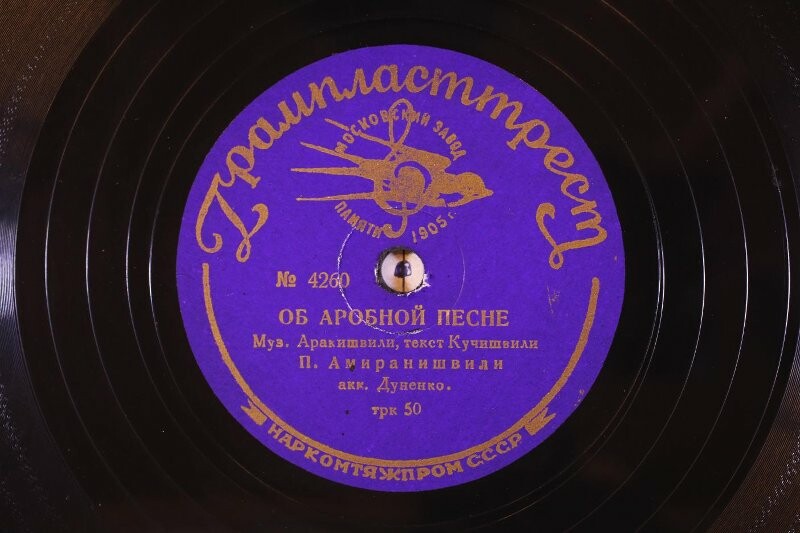 Грампласттрест
МОСКОВСКИЙ ЗАВОД
ПАМЯТИ 1905 г.
№ 4260
ОБ АРОБНОЙ ПЕСНЕ
Муз. Аракишвили, текст Кучишвили
П. Амиранишвили
акк. Дуненко.
трк 50
НАРКОМТЯЖПРОМ СССР